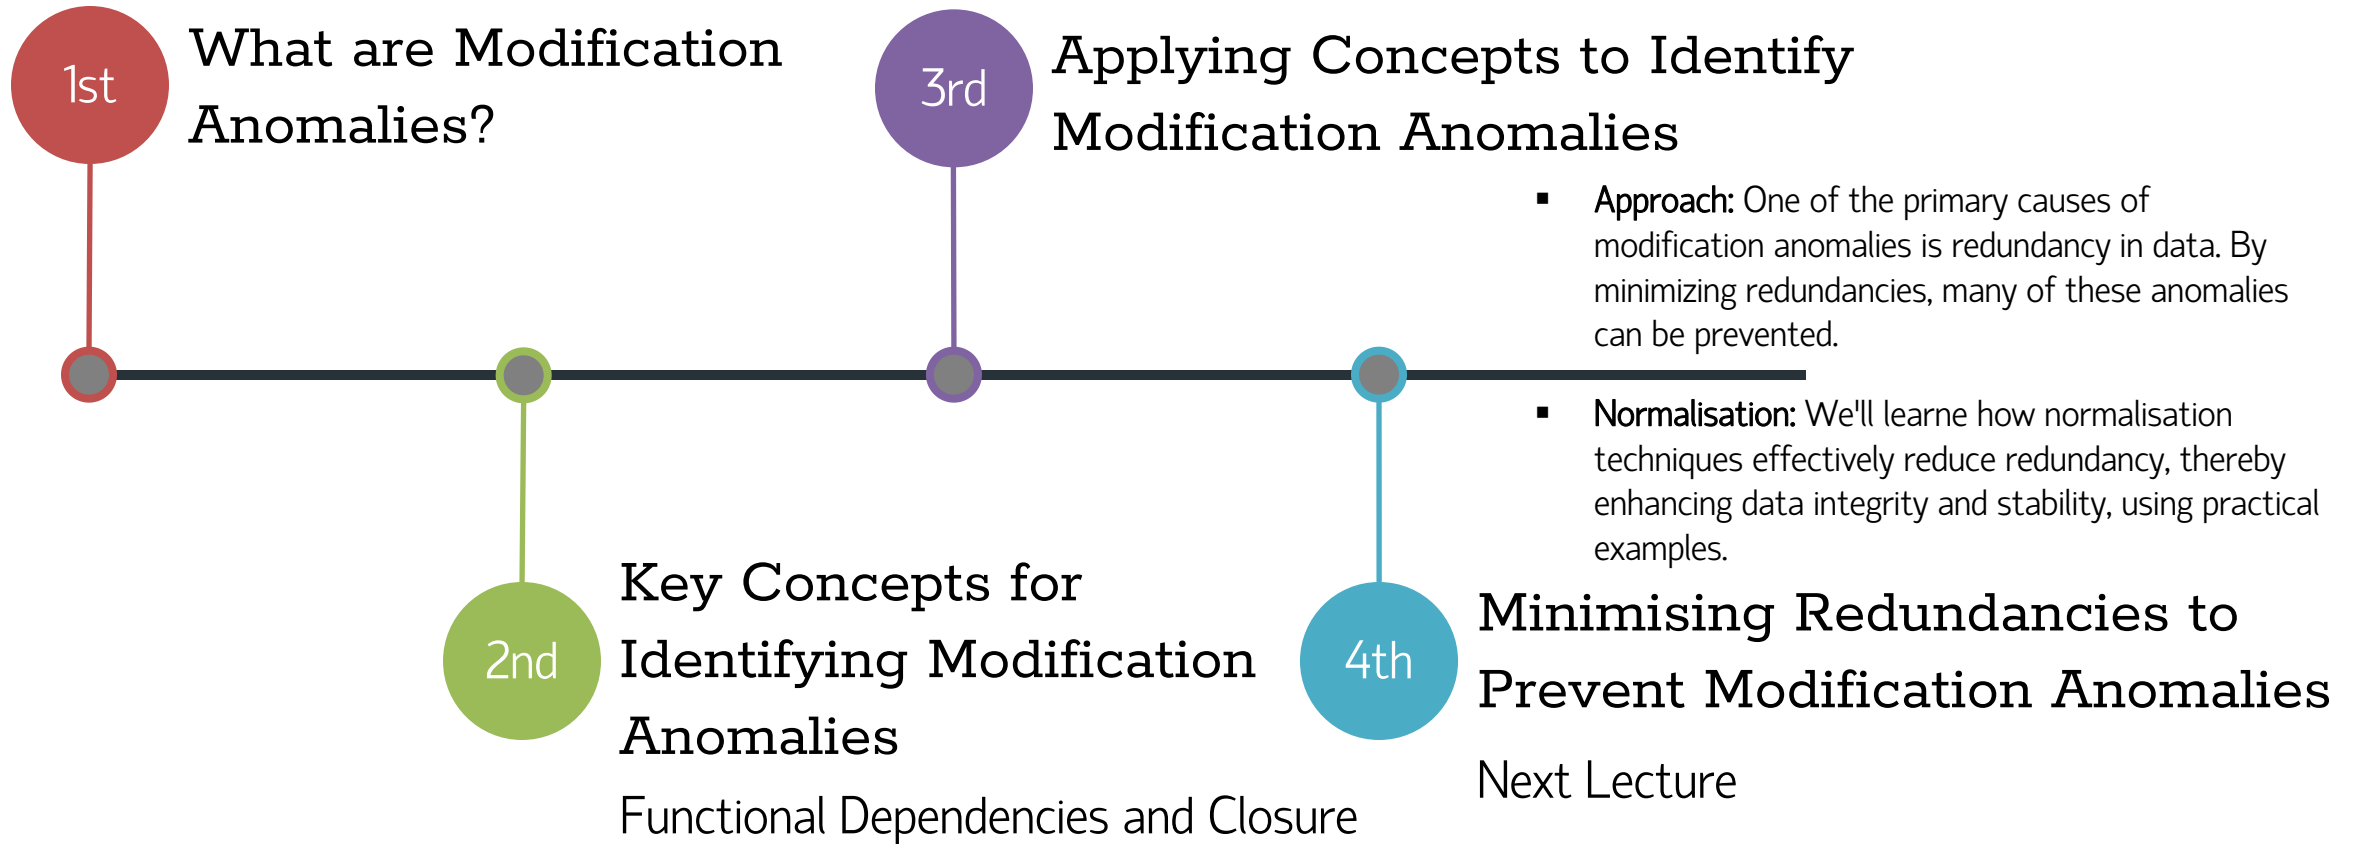 1st
What are Modification
Anomalies?
2nd
Key Concepts for
Identifying Modification
Anomalies
Functional Dependencies and Closure
3rd
Applying Concepts to Identify
Modification Anomalies
▪ Approach: One of the primary causes of
modification anomalies is redundancy in data. By
minimizing redundancies, many of these anomalies
can be prevented.
▪ Normalisation: We'll learne how normalisation
techniques effectively reduce redundancy, thereby
enhancing data integrity and stability, using practical
examples.
4th
Minimising Redundancies to
Prevent Modification Anomalies
Next Lecture